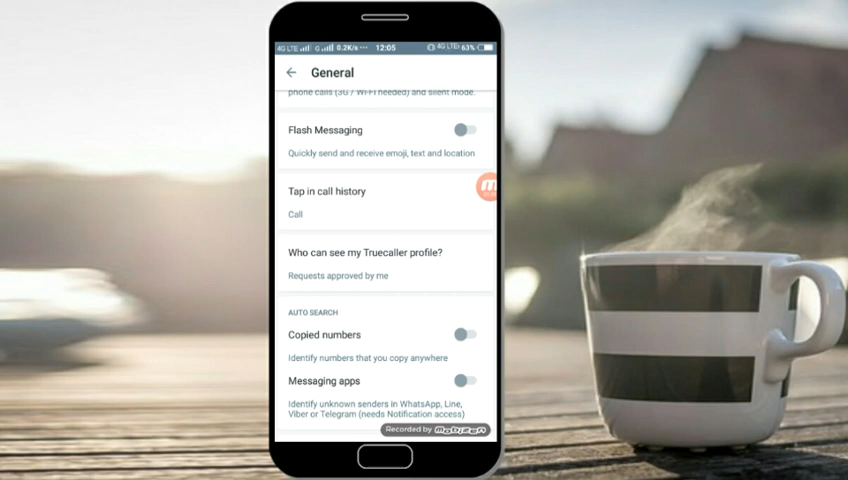 4G LTE G 0.2K/s ··· 12:05 4G LTE 63%
General
phone calls (3G / WI-FI needed) and silent mode.
Flash Messaging
Quickly send and receive emoji, text and location
Tap in call history
Call
Who can see my Truecaller profile?
Requests approved by me
AUTO SEARCH
Copied numbers
Identify numbers that you copy anywhere
Messaging apps
Identify unknown senders in WhatsApp, Line,
Viber or Telegram (needs Notification access)
Recorded by MOBIZEN